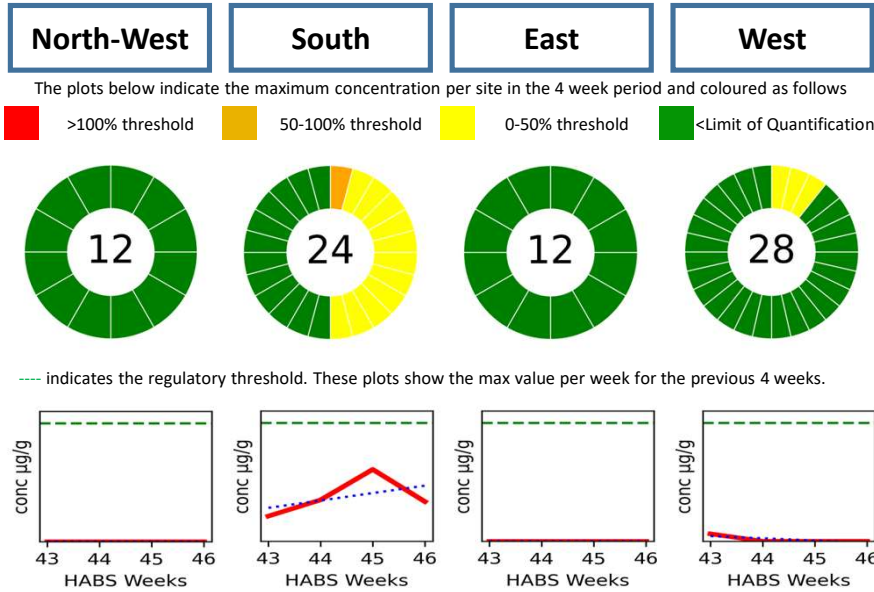 North-West South East West
The plots below indicate the maximum concentration per site in the 4 week period and coloured as follows
>100% threshold 50-100% threshold 0-50% threshold <Limit of Quantification
12 24 12 28
---- indicates the regulatory threshold. These plots show the max value per week for the previous 4 weeks.
conc µg/g conc µg/g conc µg/g conc µg/g
43 44 45 46 43 44 45 46 43 44 45 46 43 44 45 46
HABS Weeks HABS Weeks HABS Weeks HABS Weeks